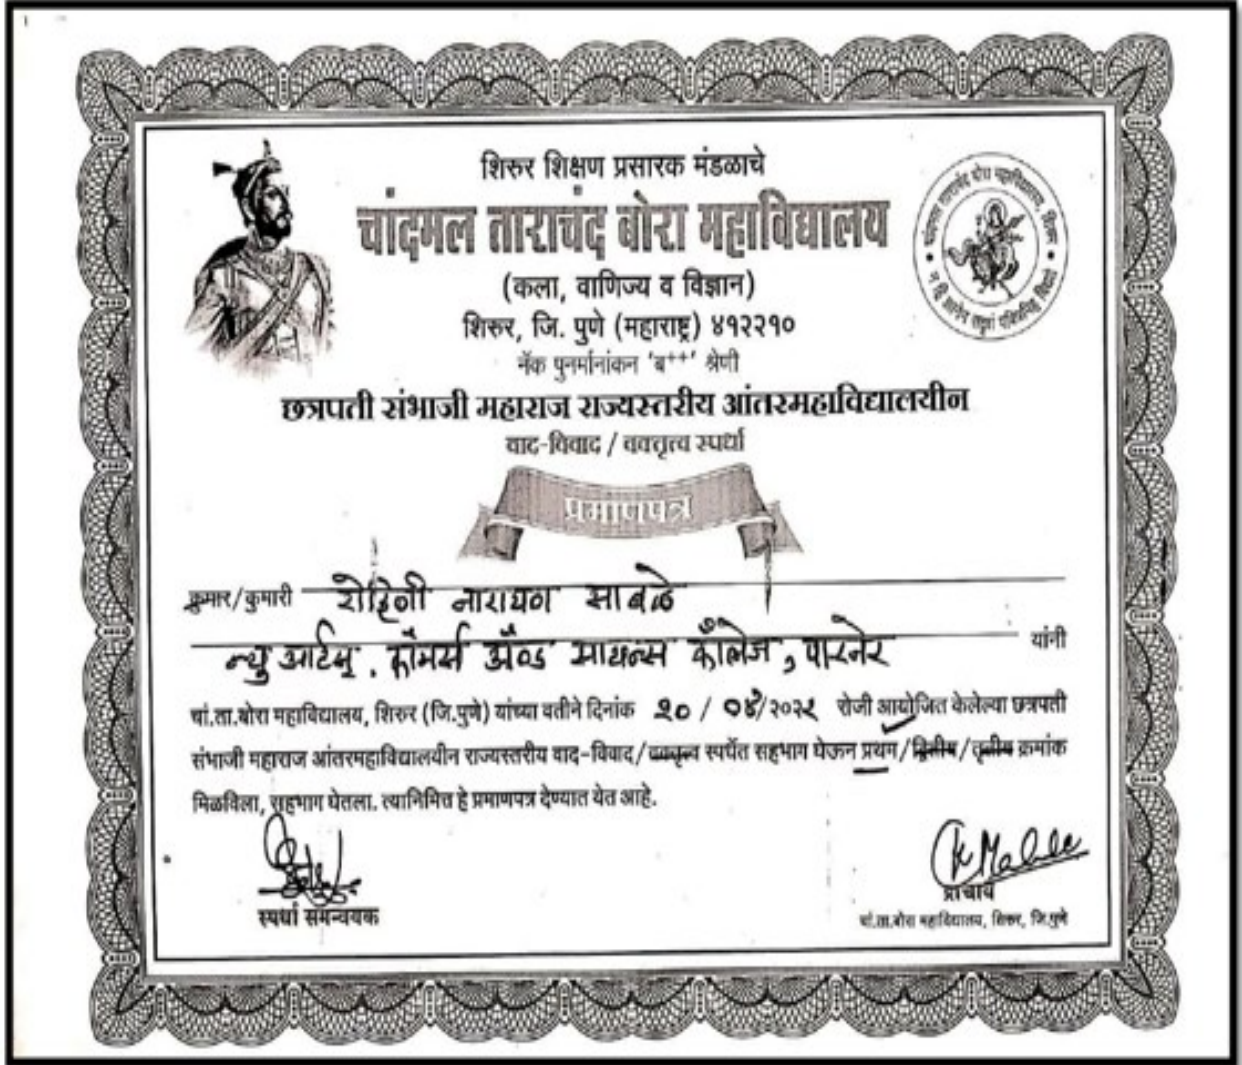 शिरुर शिक्षण प्रसारक मंडळाचे
चांदमल ताराचंद बोरा महाविद्यालय
(कला, वाणिज्य व विज्ञान)
शिरुर, जि. पुणे (महाराष्ट्र) ४१२२१०
नॅक पुनर्मानांकन 'ब++' श्रेणी
छत्रपती संभाजी महाराज राज्यस्तरीय आंतरमहाविद्यालयीन
वाद-विवाद / वक्तृत्व स्पर्धा
प्रमाणपत्र
कुमार/कुमारी रोहिणी नारायण साबळे
न्यु आर्टस्. कॉमर्स अॅण्ड सायन्स कॉलेज, पारनेर यांनी
चां.ता.बोरा महाविद्यालय, शिरुर (जि.पुणे) यांच्या वतीने दिनांक २० / ०४/२०२२ रोजी आयोजित केलेल्या छत्रपती
संभाजी महाराज आंतरमहाविद्यालयीन राज्यस्तरीय वाद-विवाद/वक्तृत्व स्पर्धेत सहभाग घेऊन प्रथम/द्वितीय/तृतीय क्रमांक
मिळविला, सहभाग घेतला. त्यानिमित्त हे प्रमाणपत्र देण्यात येत आहे.
स्पर्धा समन्वयक
प्राचार्य
चां.ता.बोरा महाविद्यालय, शिरुर, जि.पुणे